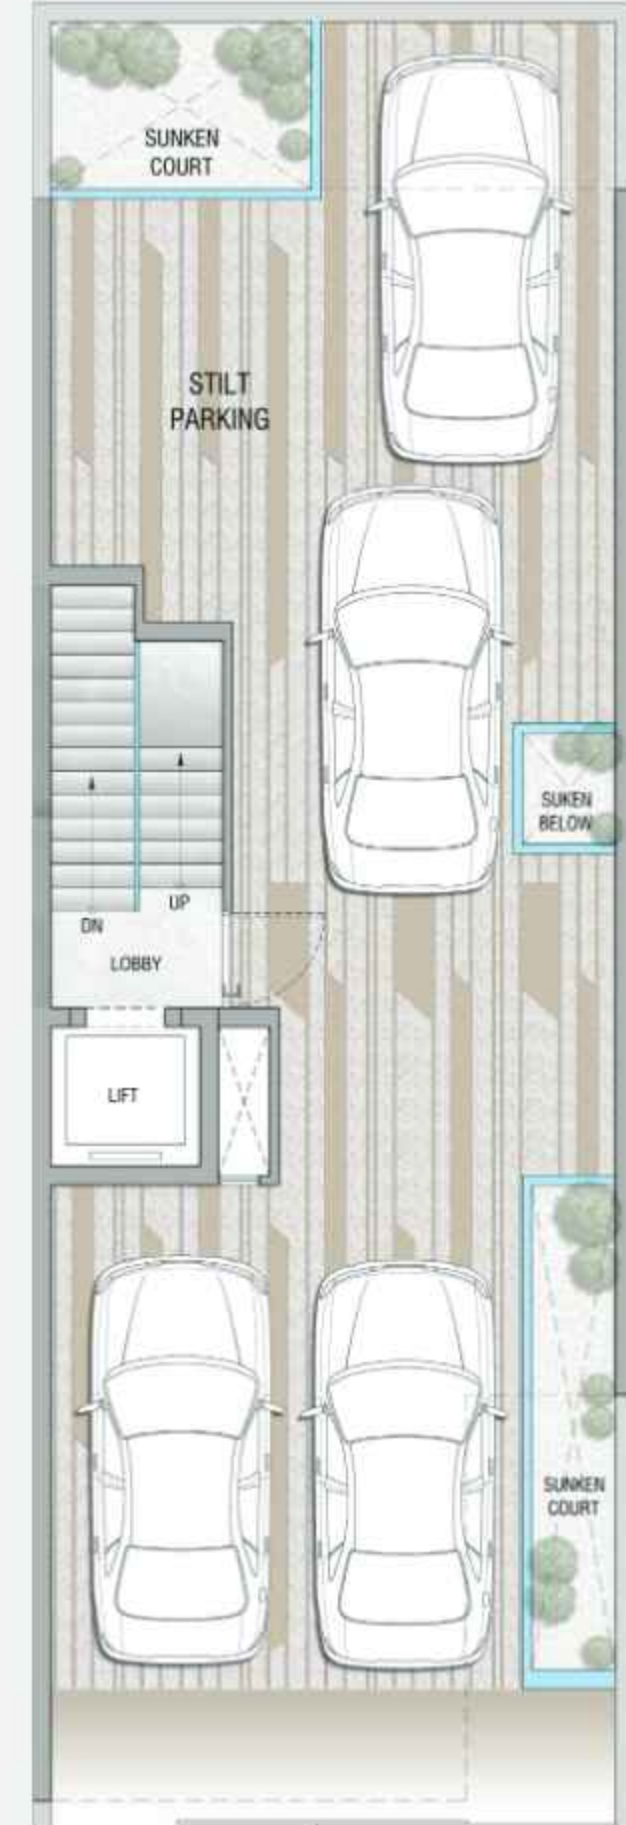 SUNKEN
COURT
STILT
PARKING
SUKEN
BELOW
UP
DN
LOBBY
LIFT
SUNKEN
COURT